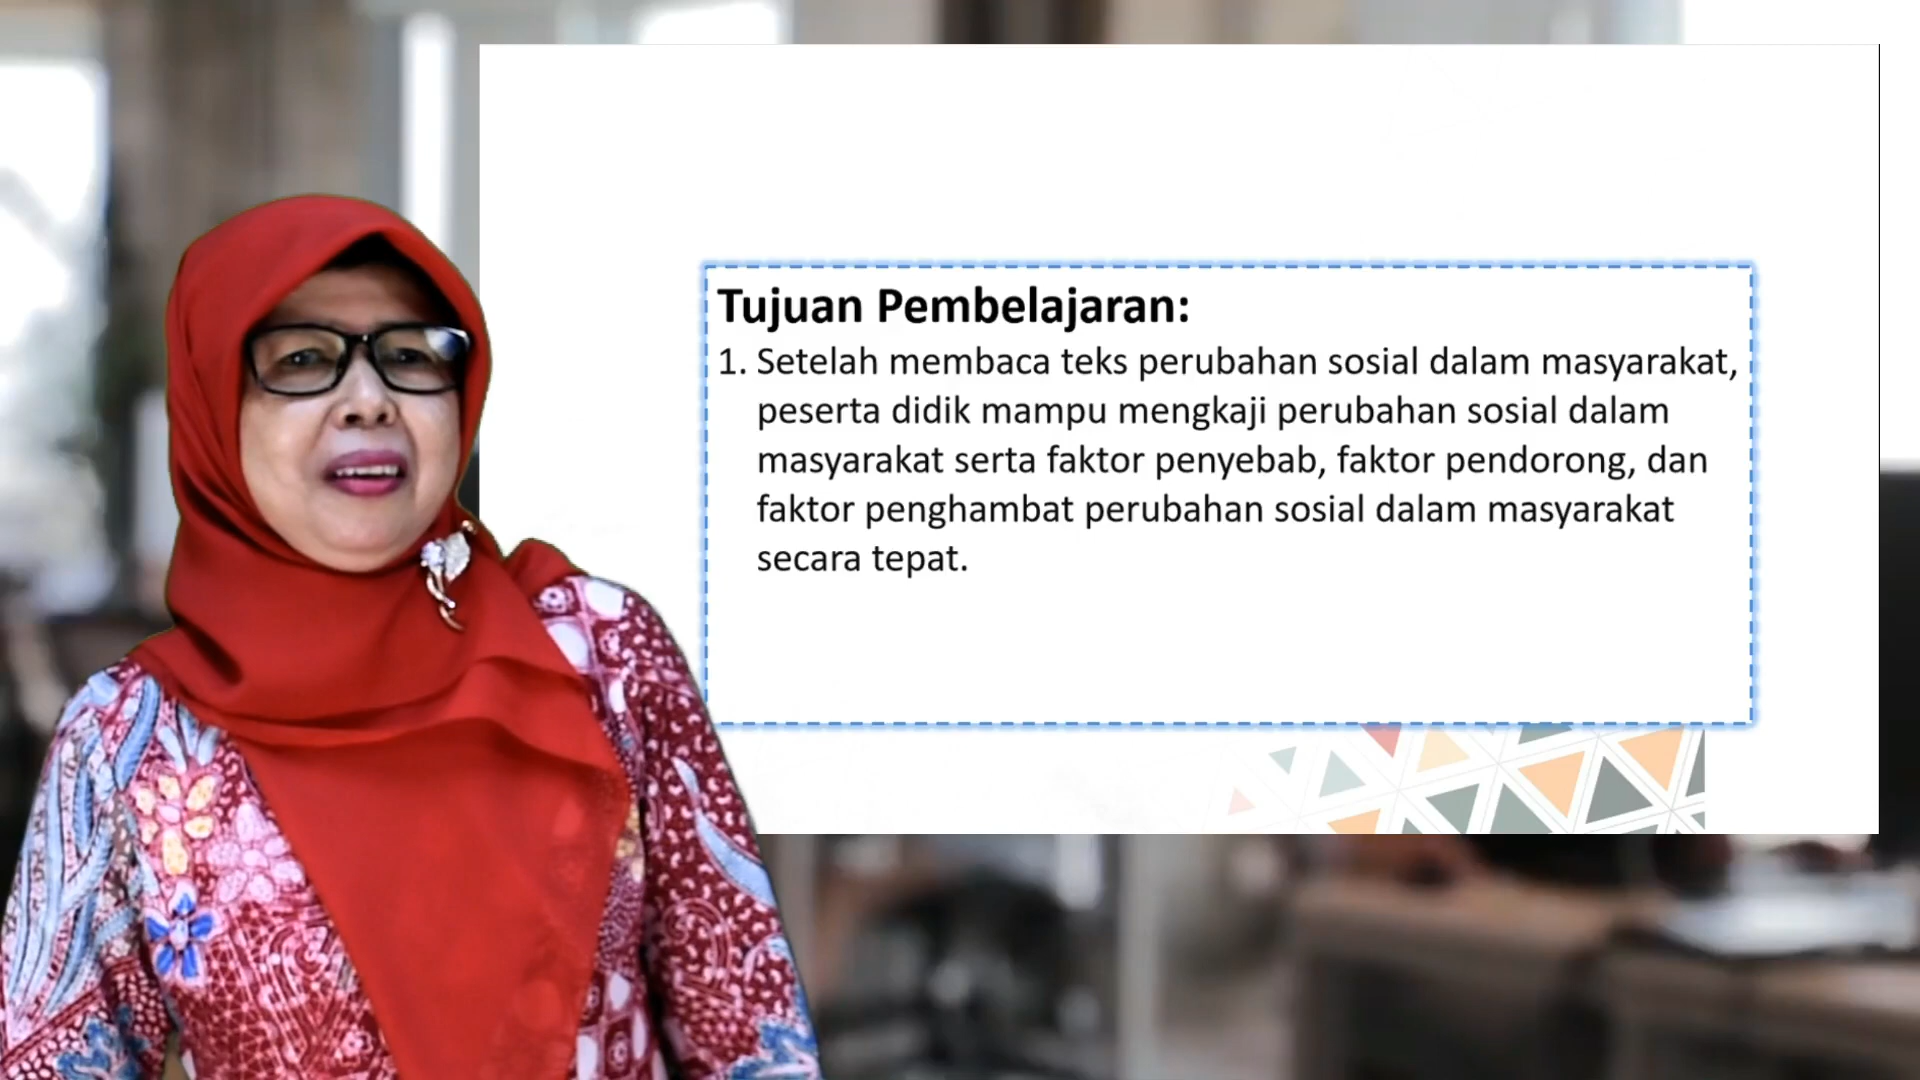 Tujuan Pembelajaran:
1. Setelah membaca teks perubahan sosial dalam masyarakat,
peserta didik mampu mengkaji perubahan sosial dalam
masyarakat serta faktor penyebab, faktor pendorong, dan
faktor penghambat perubahan sosial dalam masyarakat
secara tepat.